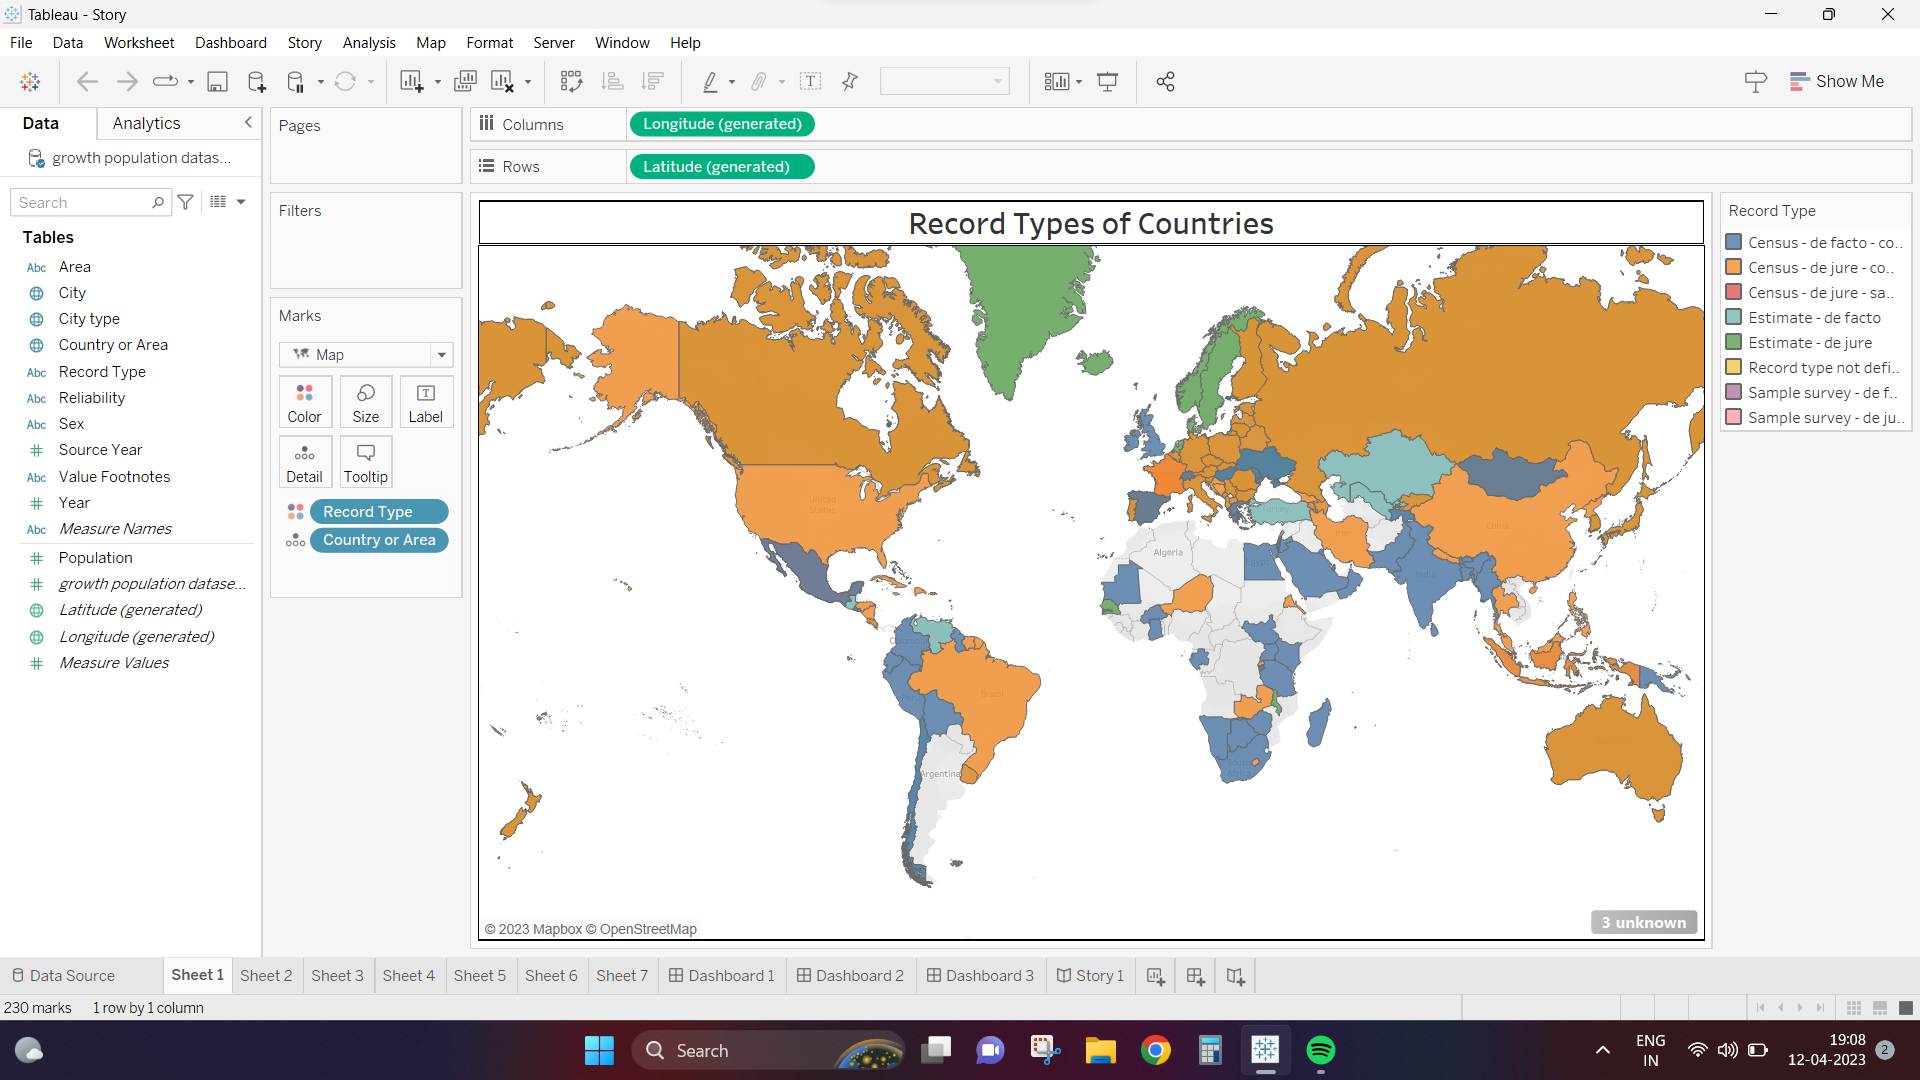 Tableau - Story
File Data Worksheet Dashboard Story Analysis Map Format Server Window Help
Show Me
Data Analytics
growth population datas...
Search
Tables
Abc Area
City
City type
Country or Area
Abc Record Type
Abc Reliability
Abc Sex
Source Year
Abc Value Footnotes
Year
Abc Measure Names
Population
growth population datase...
Latitude (generated)
Longitude (generated)
Measure Values
Pages
Filters
Marks
Map
Color Size Label
Detail Tooltip
Record Type
Country or Area
Columns Longitude (generated)
Rows Latitude (generated)
Record Types of Countries
United
States
Algeria
Egypt
Turkey
Iran
China
India
Colombia
Peru
Brazil
Argentina
South
Africa
© 2023 Mapbox © OpenStreetMap
3 unknown
Record Type
Census - de facto - co..
Census - de jure - co..
Census - de jure - sa..
Estimate - de facto
Estimate - de jure
Record type not defi..
Sample survey - de f..
Sample survey - de ju..
Data Source Sheet 1 Sheet 2 Sheet 3 Sheet 4 Sheet 5 Sheet 6 Sheet 7 Dashboard 1 Dashboard 2 Dashboard 3 Story 1
230 marks 1 row by 1 column
Search
ENG
IN
19:08
12-04-2023
2